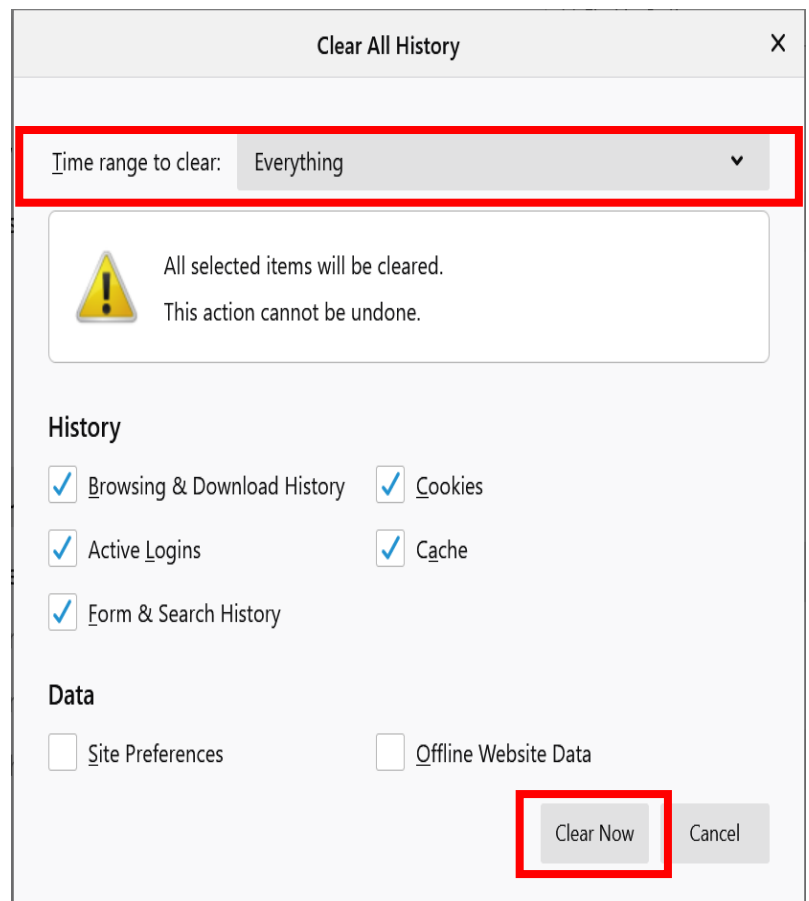 Clear All History
Time range to clear: Everything
All selected items will be cleared.
This action cannot be undone.
History
Browsing & Download History Cookies
Active Logins Cache
Form & Search History
Data
Site Preferences Offline Website Data
Clear Now Cancel